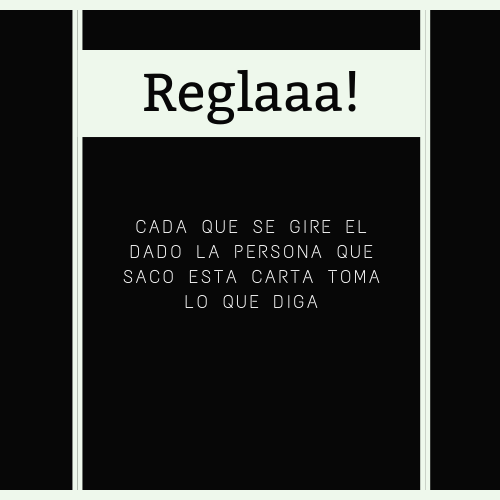 Reglaaa!
CADA QUE SE GIRE EL
DADO LA PERSONA QUE
SACO ESTA CARTA TOMA
LO QUE DIGA